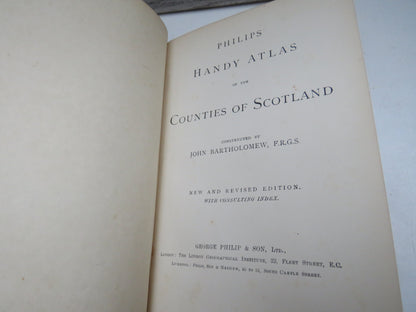 PHILIPS
HANDY ATLAS
OF THE
COUNTIES OF SCOTLAND
CONSTRUCTED BY
JOHN BARTHOLOMEW, F.R.G.S.
NEW AND REVISED EDITION.
WITH CONSULTING INDEX.
GEORGE PHILIP & SON, LTD.,
LONDON: THE LONDON GEOGRAPHICAL INSTITUTE, 32, FLEET STREET, E.C.
LIVERPOOL: PHILIP, SON & NEPHEW, 45 TO 51, SOUTH CASTLE STREET.